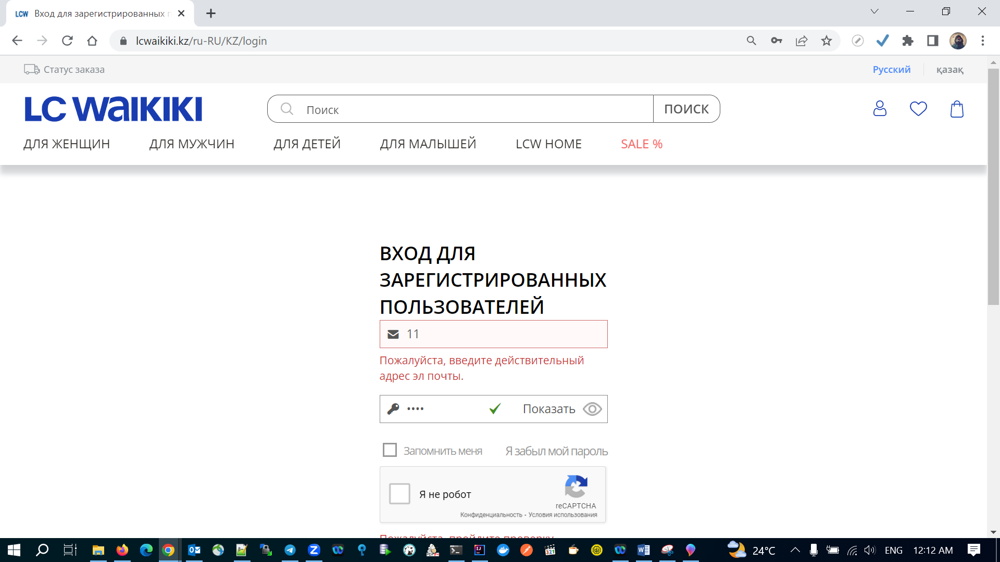 LCW Вход для зарегистрированных п
lcwaikiki.kz/ru-RU/KZ/login
Статус заказа
Русский
қазақ
LC WAIKIKI
Поиск
ПОИСК
ДЛЯ ЖЕНЩИН
ДЛЯ МУЖЧИН
ДЛЯ ДЕТЕЙ
ДЛЯ МАЛЫШЕЙ
LCW HOME
SALE %
ВХОД ДЛЯ
ЗАРЕГИСТРИРОВАННЫХ
ПОЛЬЗОВАТЕЛЕЙ
11
Пожалуйста, введите действительный
адрес эл почты.
•••• Показать
Запомнить меня
Я забыл мой пароль
Я не робот
reCAPTCHA
Конфиденциальность - Условия использования
Пожалуйста, пройдите проверку
24°C
ENG
12:12 AM